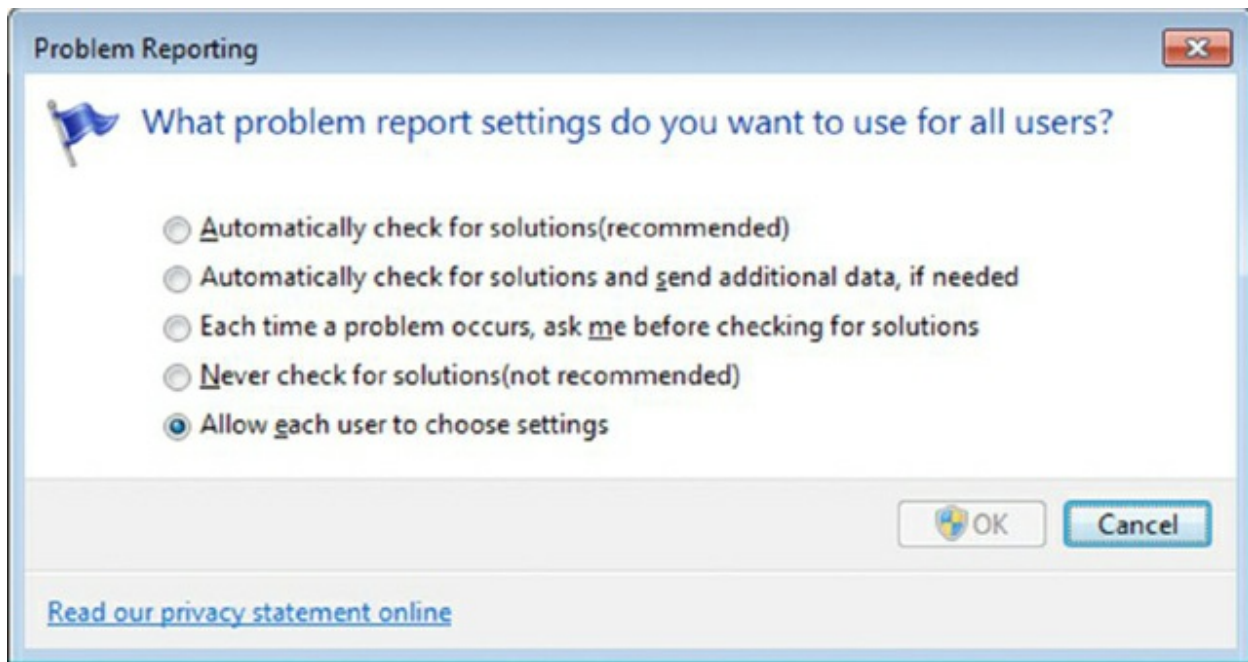 Problem Reporting
What problem report settings do you want to use for all users?
Automatically check for solutions(recommended)
Automatically check for solutions and send additional data, if needed
Each time a problem occurs, ask me before checking for solutions
Never check for solutions(not recommended)
Allow each user to choose settings
OK
Cancel
Read our privacy statement online